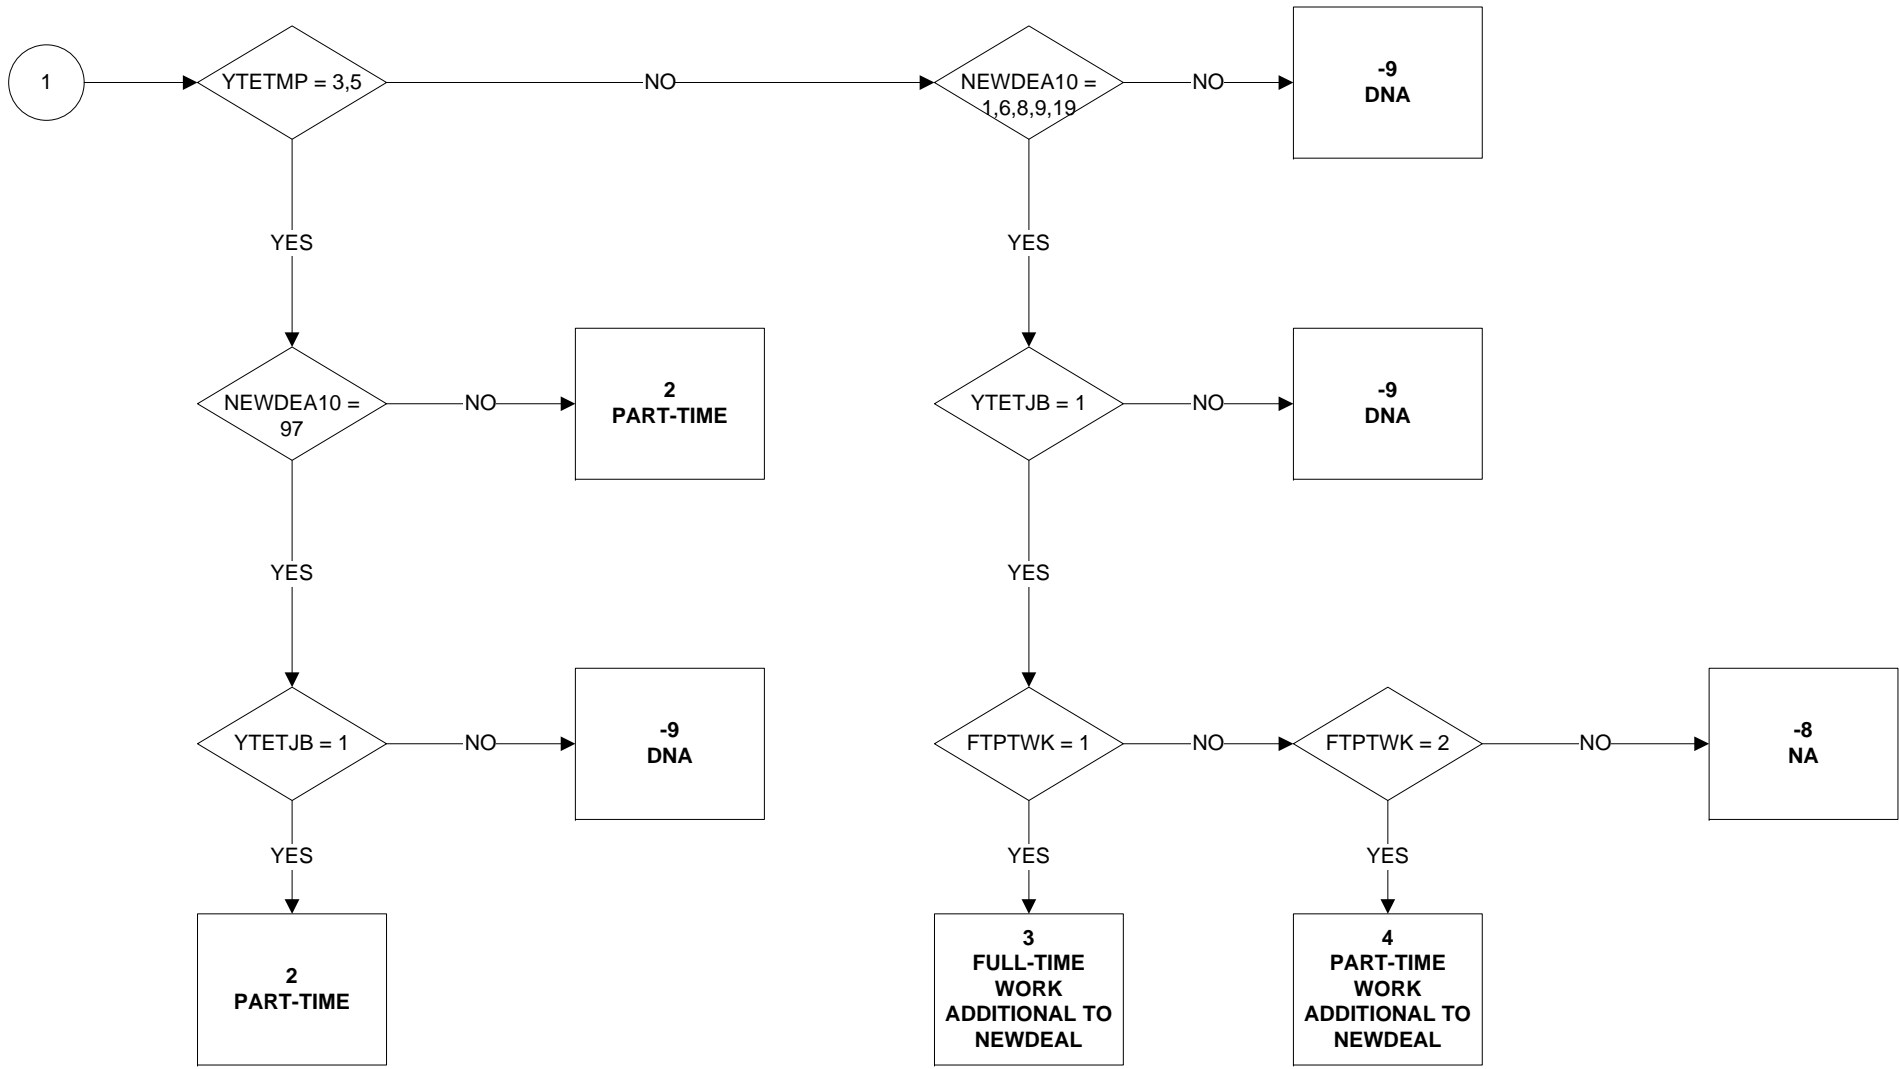 1
YTETMP = 3,5
NO
NEWDEA10 =
1,6,8,9,19
NO
-9
DNA
YES
YES
NEWDEA10 =
97
NO
2
PART-TIME
YTETJB = 1
NO
-9
DNA
YES
YES
YTETJB = 1
NO
-9
DNA
FTPTWK = 1
NO
FTPTWK = 2
NO
-8
NA
YES
YES
YES
2
PART-TIME
3
FULL-TIME
WORK
ADDITIONAL TO
NEWDEAL
4
PART-TIME
WORK
ADDITIONAL TO
NEWDEAL